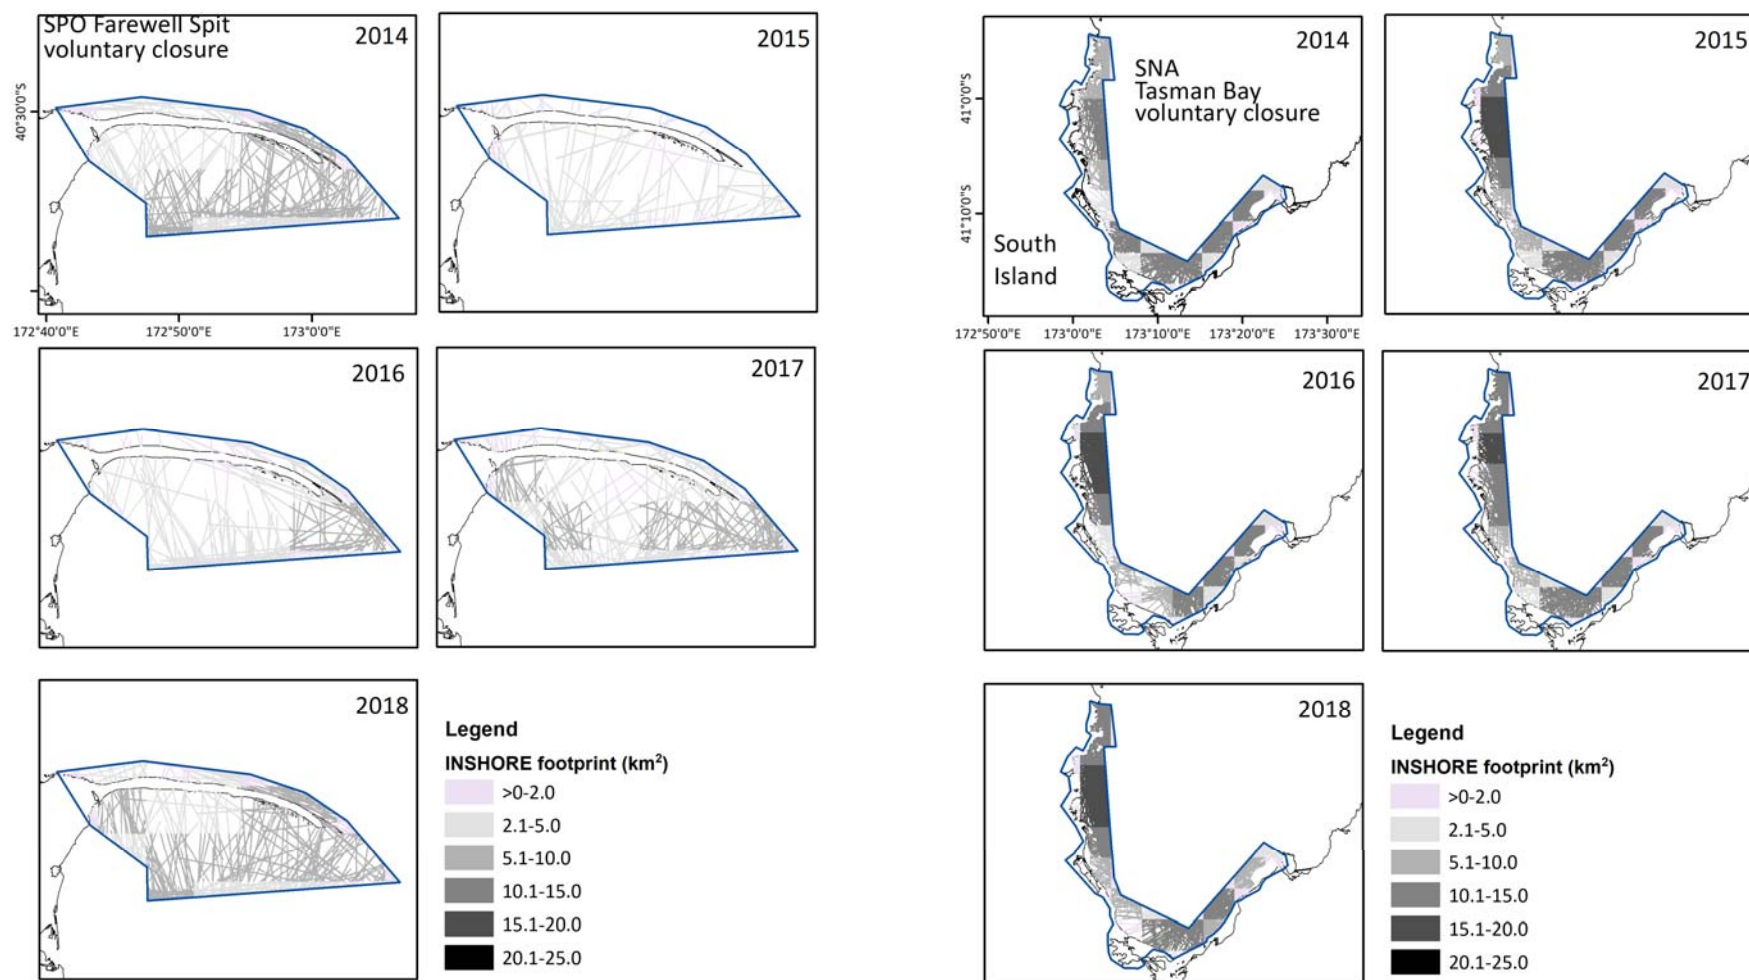 SPO Farewell Spit
voluntary closure
2014
2015
40°30'0"S
172°40'0"E
172°50'0"E
173°0'0"E
2016
2017
2018
Legend
INSHORE footprint (km²)
>0-2.0
2.1-5.0
5.1-10.0
10.1-15.0
15.1-20.0
20.1-25.0
2014
SNA
Tasman Bay
voluntary closure
2015
41°0'0"S
41°10'0"S
South
Island
172°50'0"E
173°0'0"E
173°10'0"E
173°20'0"E
173°30'0"E
2016
2017
2018
Legend
INSHORE footprint (km²)
>0-2.0
2.1-5.0
5.1-10.0
10.1-15.0
15.1-20.0
20.1-25.0